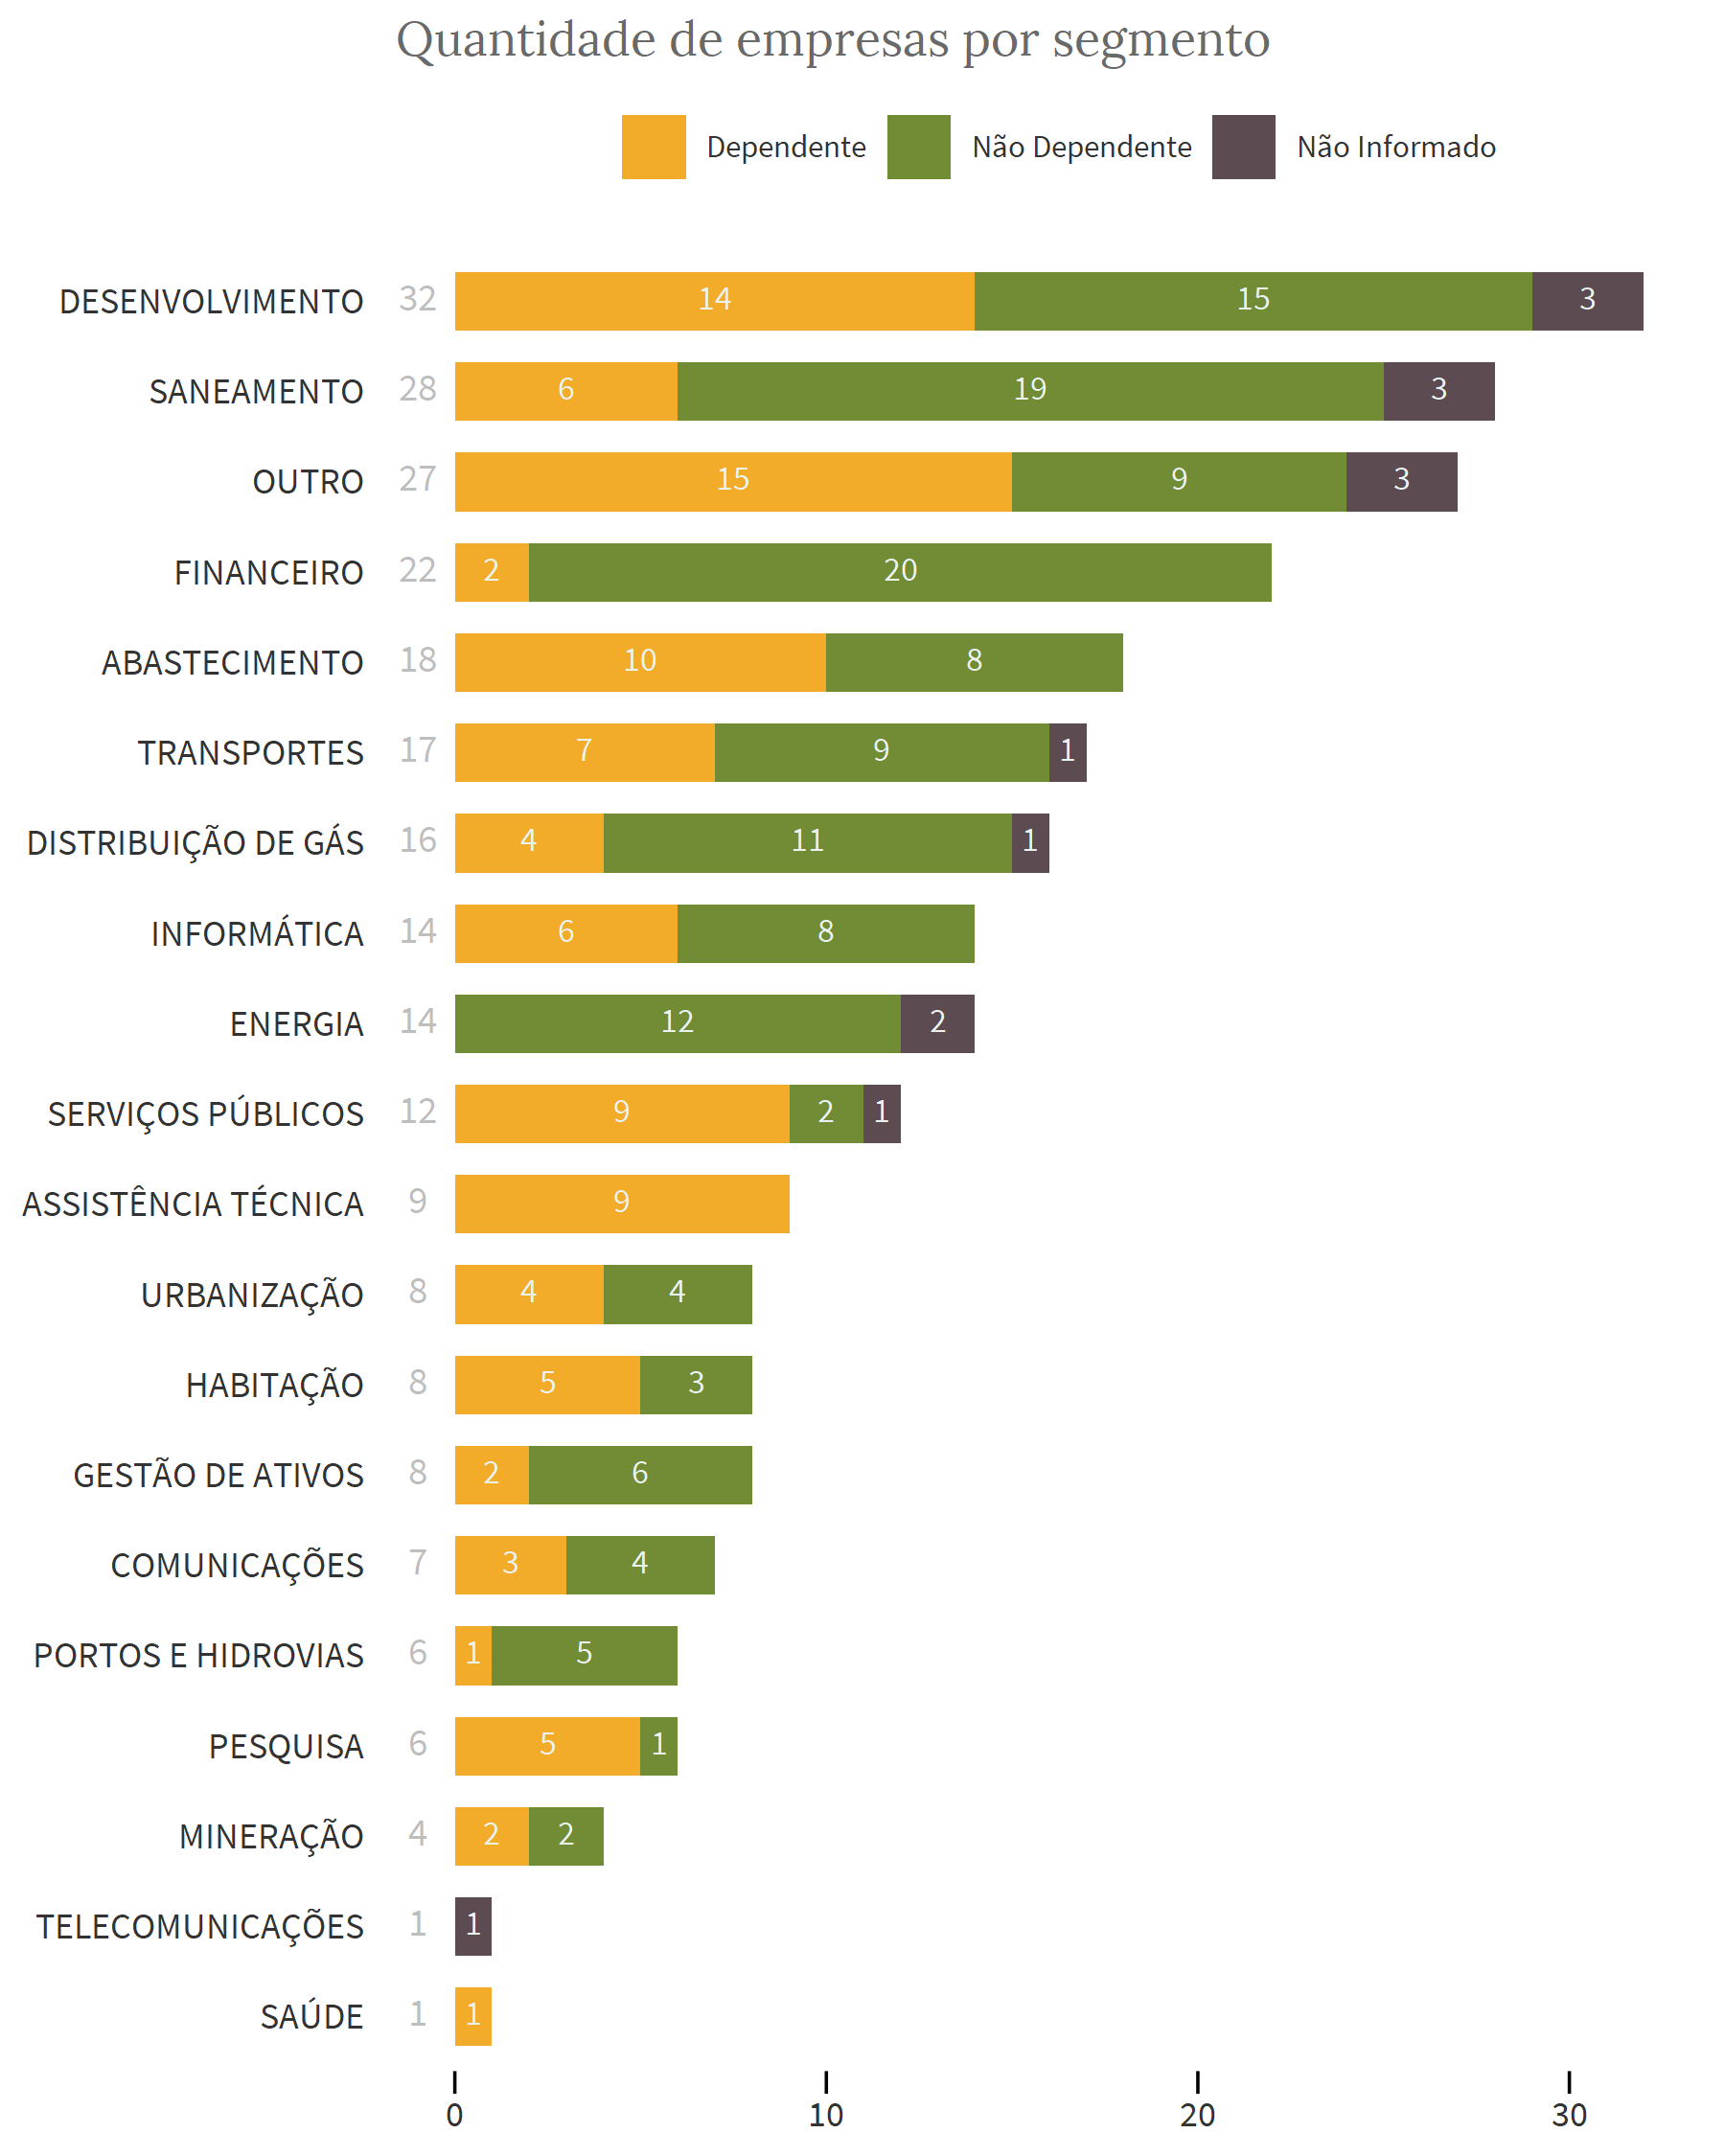 Quantidade de empresas por segmento
Dependente Não Dependente Não Informado
DESENVOLVIMENTO 32 14 15 3
SANEAMENTO 28 6 19 3
OUTRO 27 15 9 3
FINANCEIRO 22 2 20
ABASTECIMENTO 18 10 8
TRANSPORTES 17 7 9 1
DISTRIBUIÇÃO DE GÁS 16 4 11 1
INFORMÁTICA 14 6 8
ENERGIA 14 12 2
SERVIÇOS PÚBLICOS 12 9 2 1
ASSISTÊNCIA TÉCNICA 9 9
URBANIZAÇÃO 8 4 4
HABITAÇÃO 8 5 3
GESTÃO DE ATIVOS 8 2 6
COMUNICAÇÕES 7 3 4
PORTOS E HIDROVIAS 6 1 5
PESQUISA 6 5 1
MINERAÇÃO 4 2 2
TELECOMUNICAÇÕES 1 1
SAÚDE 1 1
0 10 20 30